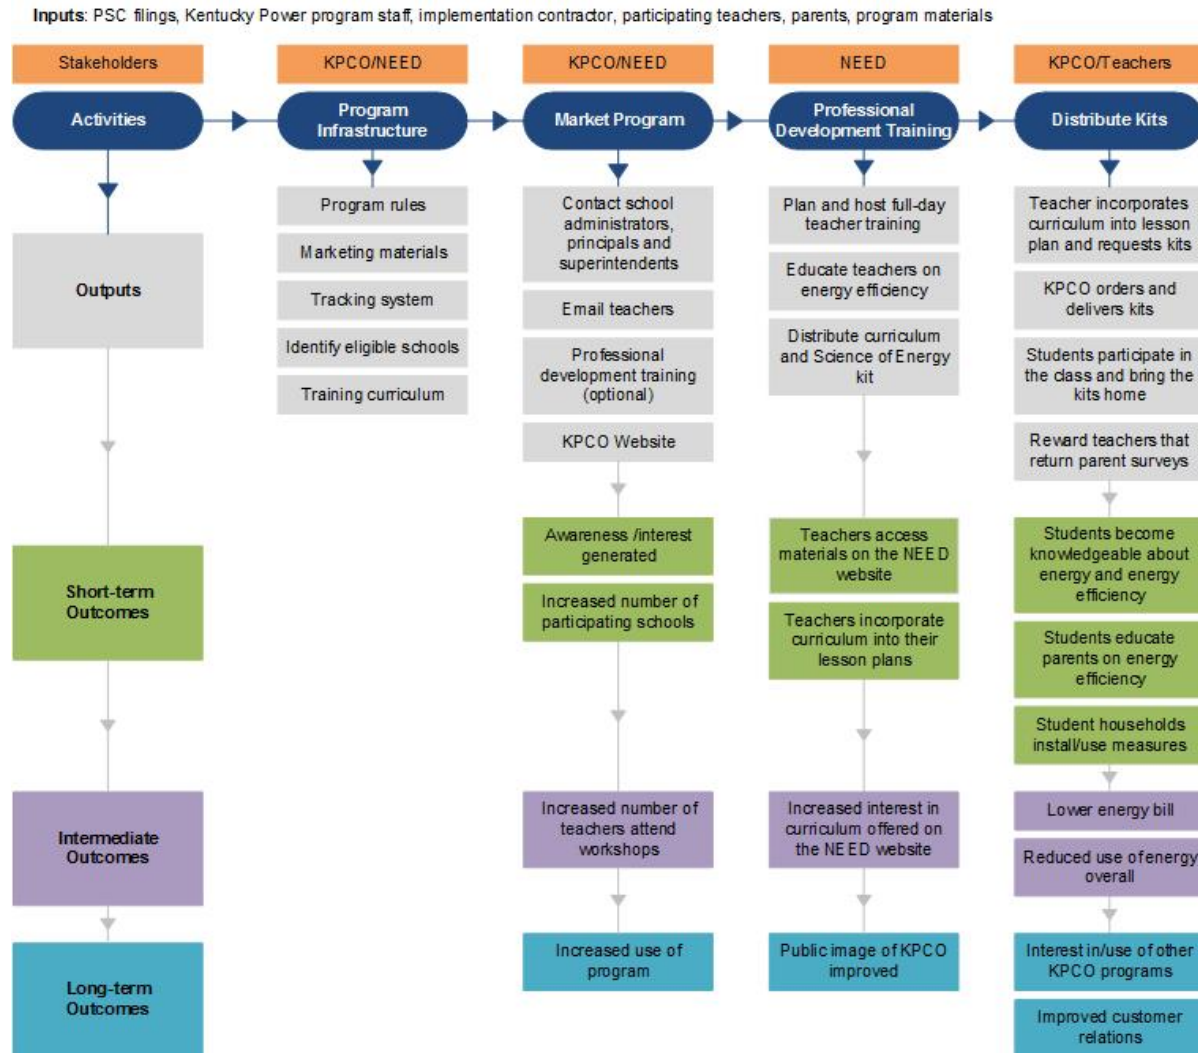 Inputs: PSC filings, Kentucky Power program staff, implementation contractor, participating teachers, parents, program materials
Stakeholders
KPCO/NEED
KPCO/NEED
NEED
KPCO/Teachers
Activities
Program
Infrastructure
Market Program
Professional
Development Training
Distribute Kits
Outputs
Program rules
Marketing materials
Tracking system
Identify eligible schools
Training curriculum
Contact school
administrators,
principals and
superintendents
Email teachers
Professional
development training
(optional)
KPCO Website
Plan and host full-day
teacher training
Educate teachers on
energy efficiency
Distribute curriculum
and Science of Energy
kit
Teacher incorporates
curriculum into lesson
plan and requests kits
KPCO orders and
delivers kits
Students participate in
the class and bring the
kits home
Reward teachers that
return parent surveys
Short-term
Outcomes
Awareness /interest
generated
Increased number of
participating schools
Teachers access
materials on the NEED
website
Teachers incorporate
curriculum into their
lesson plans
Students become
knowledgeable about
energy and energy
efficiency
Students educate
parents on energy
efficiency
Student households
install/use measures
Intermediate
Outcomes
Increased number of
teachers attend
workshops
Increased interest in
curriculum offered on
the NEED website
Lower energy bill
Reduced use of energy
overall
Long-term
Outcomes
Increased use of
program
Public image of KPCO
improved
Interest in/use of other
KPCO programs
Improved customer
relations